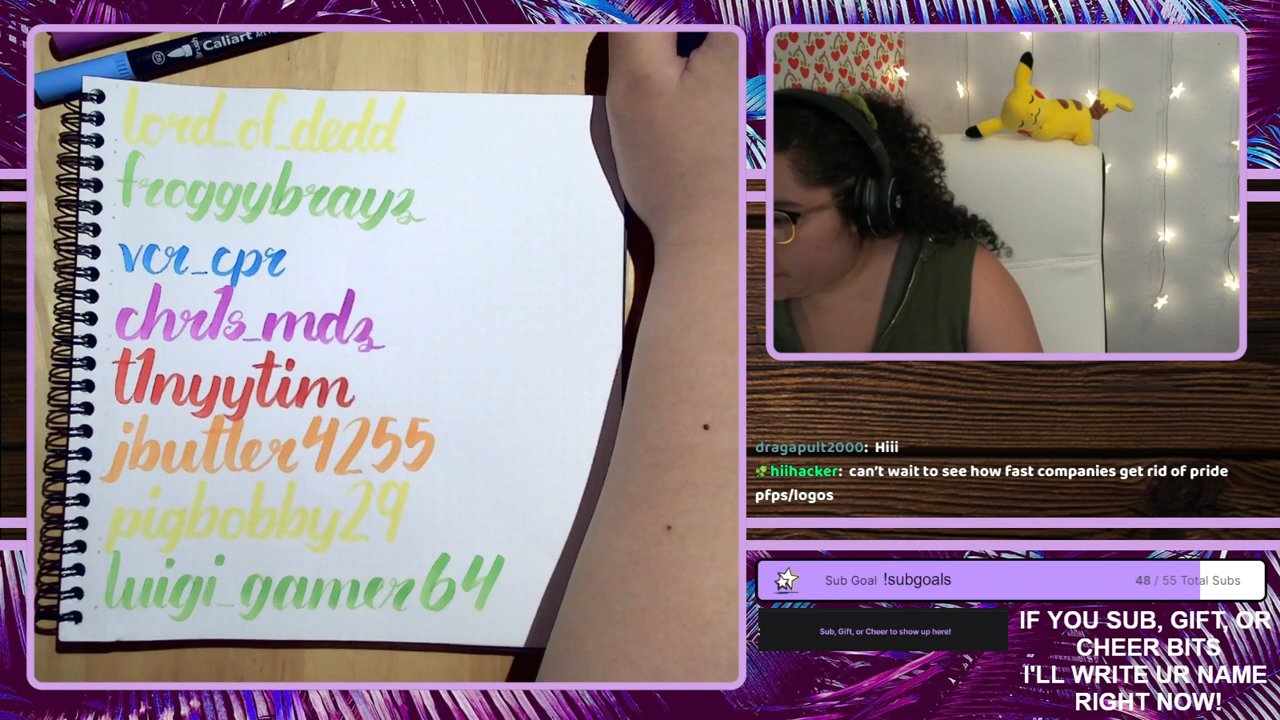 Caliart
lord_of_dedd
froggybrayz
vcr_cpr
chr1s_mdz
t1nyytim
jbutler4255
pigbobby29
luigi_gamer64
dragapult2000: Hiii
hiihacker: can't wait to see how fast companies get rid of pride
pfps/logos
Sub Goal !subgoals 48 / 55 Total Subs
Sub, Gift, or Cheer to show up here!
IF YOU SUB, GIFT, OR
CHEER BITS
I'LL WRITE UR NAME
RIGHT NOW!